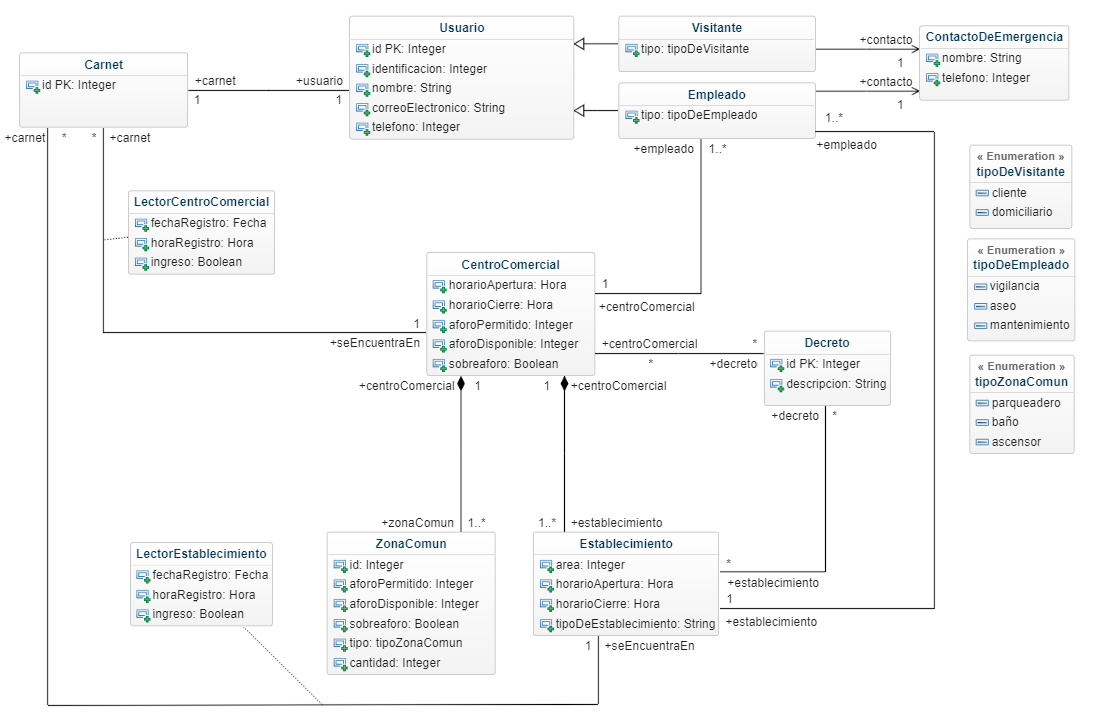 Usuario
id PK: Integer
identificacion: Integer
nombre: String
correoElectronico: String
telefono: Integer
Visitante
tipo: tipoDeVisitante
+contacto
1
ContactoDeEmergencia
nombre: String
telefono: Integer
Carnet
id PK: Integer
+carnet
1
+usuario
1
Empleado
tipo: tipoDeEmpleado
+contacto
1
1..*
+empleado
+empleado
1..*
+carnet
*
*
+carnet
« Enumeration »
tipoDeVisitante
cliente
domiciliario
LectorCentroComercial
fechaRegistro: Fecha
horaRegistro: Hora
ingreso: Boolean
« Enumeration »
tipoDeEmpleado
vigilancia
aseo
mantenimiento
CentroComercial
horarioApertura: Hora
horarioCierre: Hora
aforoPermitido: Integer
aforoDisponible: Integer
sobreaforo: Boolean
1
+centroComercial
1
+seEncuentraEn
+centroComercial
*
*
+decreto
Decreto
id PK: Integer
descripcion: String
« Enumeration »
tipoZonaComun
parqueadero
baño
ascensor
+centroComercial
1
1
+centroComercial
+decreto
*
+zonaComun
1..*
1..*
+establecimiento
ZonaComun
id: Integer
aforoPermitido: Integer
aforoDisponible: Integer
sobreaforo: Boolean
tipo: tipoZonaComun
cantidad: Integer
Establecimiento
area: Integer
horarioApertura: Hora
horarioCierre: Hora
tipoDeEstablecimiento: String
*
+establecimiento
1
+establecimiento
LectorEstablecimiento
fechaRegistro: Fecha
horaRegistro: Hora
ingreso: Boolean
1
+seEncuentraEn